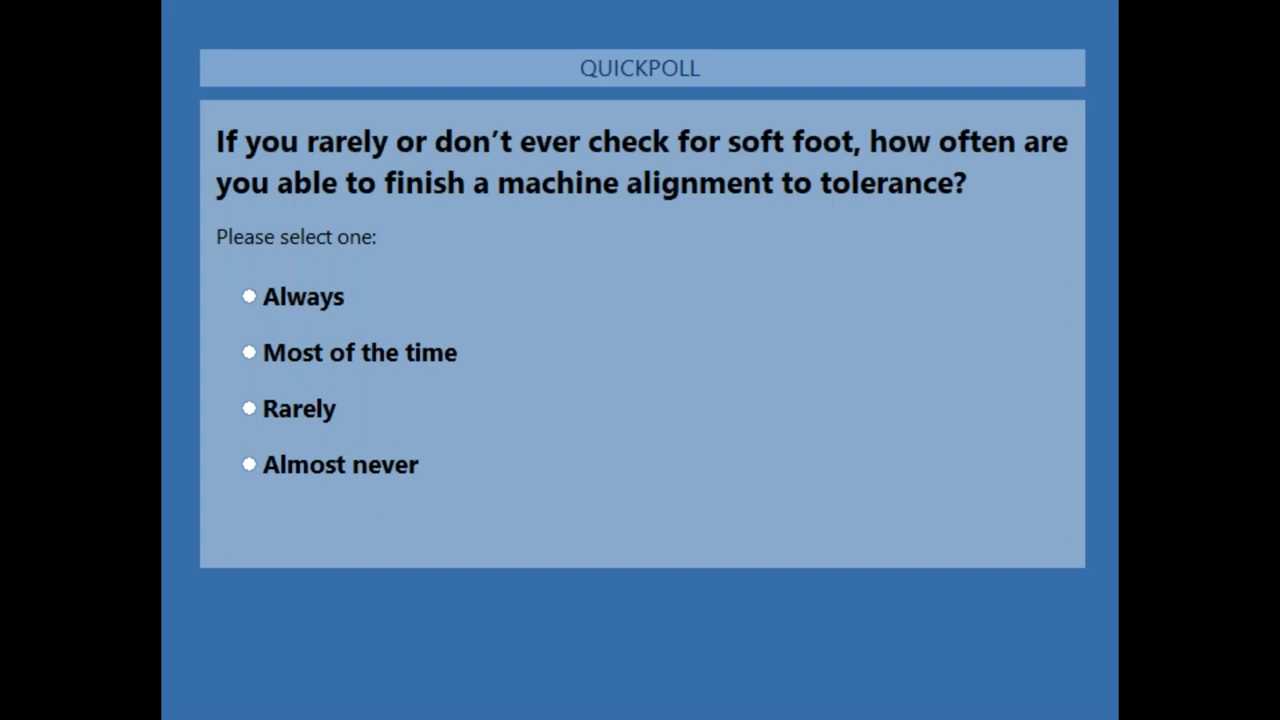 QUICKPOLL
If you rarely or don’t ever check for soft foot, how often are
you able to finish a machine alignment to tolerance?
Please select one:
Always
Most of the time
Rarely
Almost never